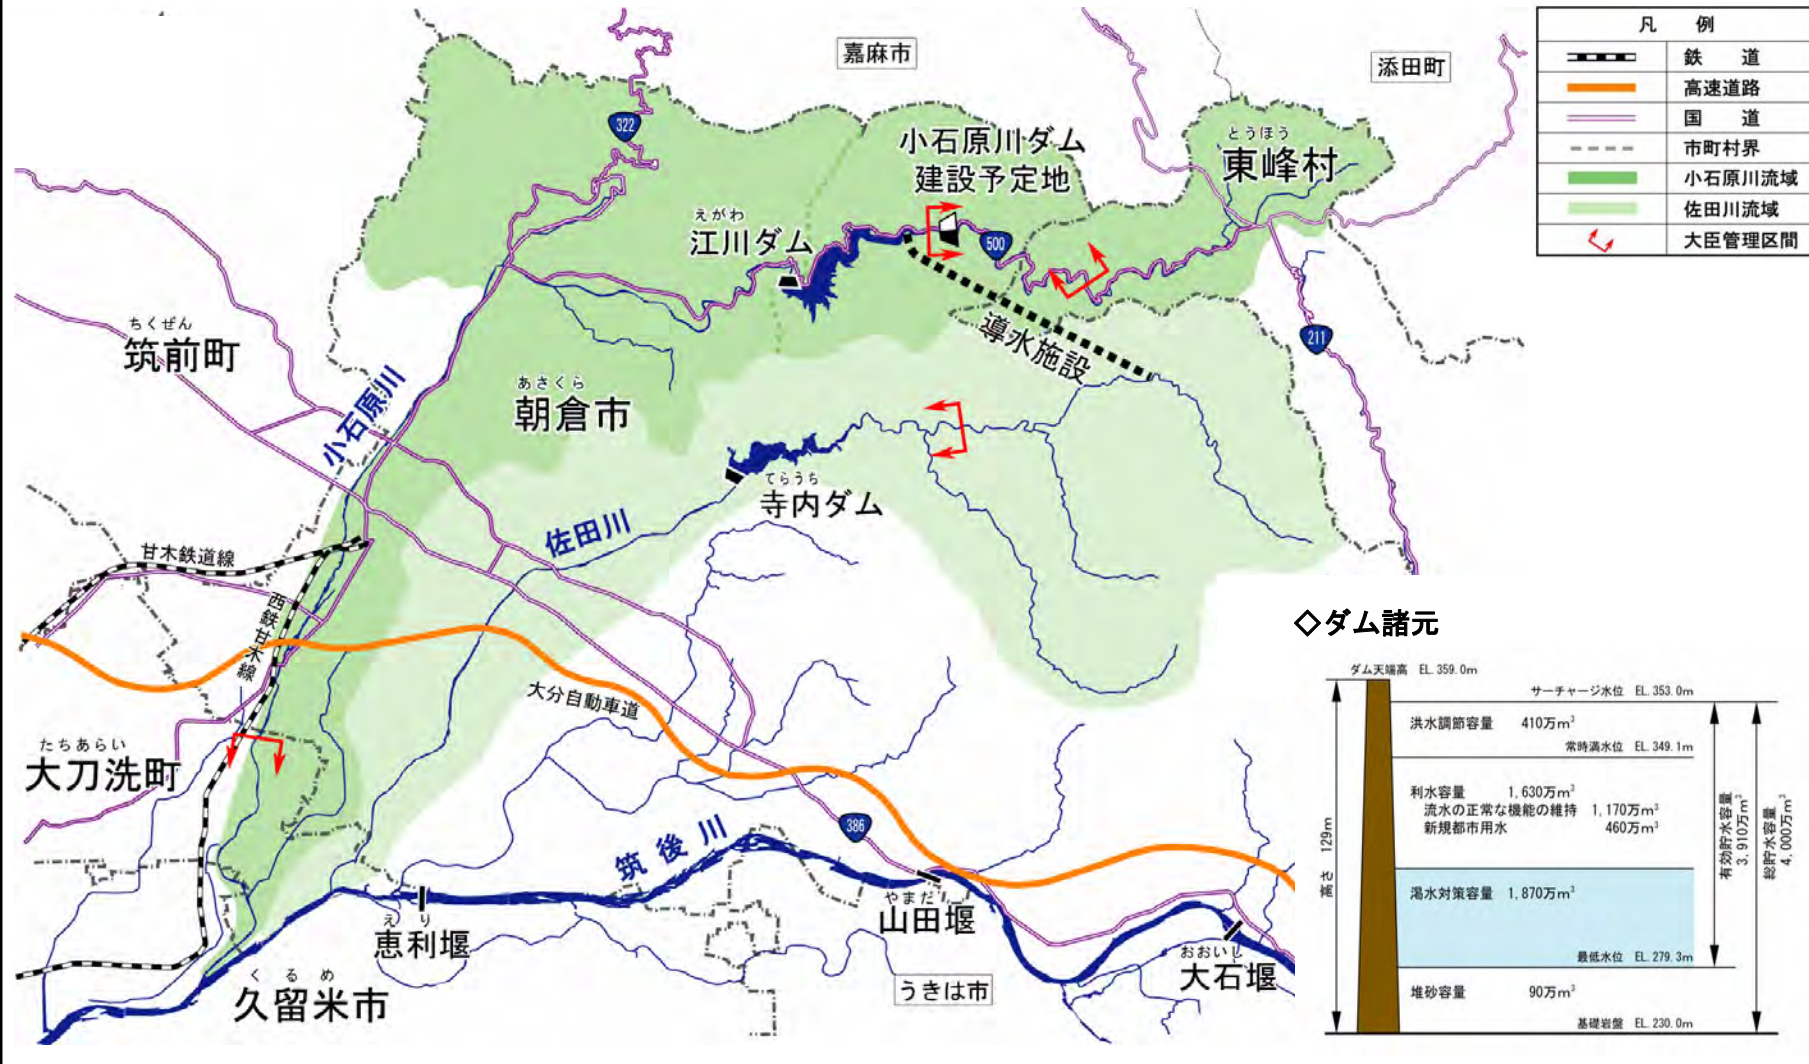 嘉麻市
添田町
凡　例
鉄　道
高速道路
国　道
市町村界
小石原川流域
佐田川流域
大臣管理区間
322
小石原川ダム
建設予定地
とうほう
東峰村
えがわ
江川ダム
500
導水施設
211
ちくぜん
筑前町
小石原川
あさくら
朝倉市
てらうち
寺内ダム
佐田川
甘木鉄道線
西鉄甘木線
大分自動車道
たちあらい
大刀洗町
筑後川
386
えり
恵利堰
やまだ
山田堰
おおいし
大石堰
くるめ
久留米市
うきは市
◇ダム諸元
ダム天端高 EL. 359.0m
サーチャージ水位 EL. 353.0m
洪水調節容量 410万m³
常時満水位 EL. 349.1m
利水容量 1,630万m³
流水の正常な機能の維持 1,170万m³
新規都市用水 460万m³
渇水対策容量 1,870万m³
最低水位 EL. 279.3m
堆砂容量 90万m³
基礎岩盤 EL. 230.0m
高さ 129m
有効貯水容量
3,910万m³
総貯水容量
4,000万m³